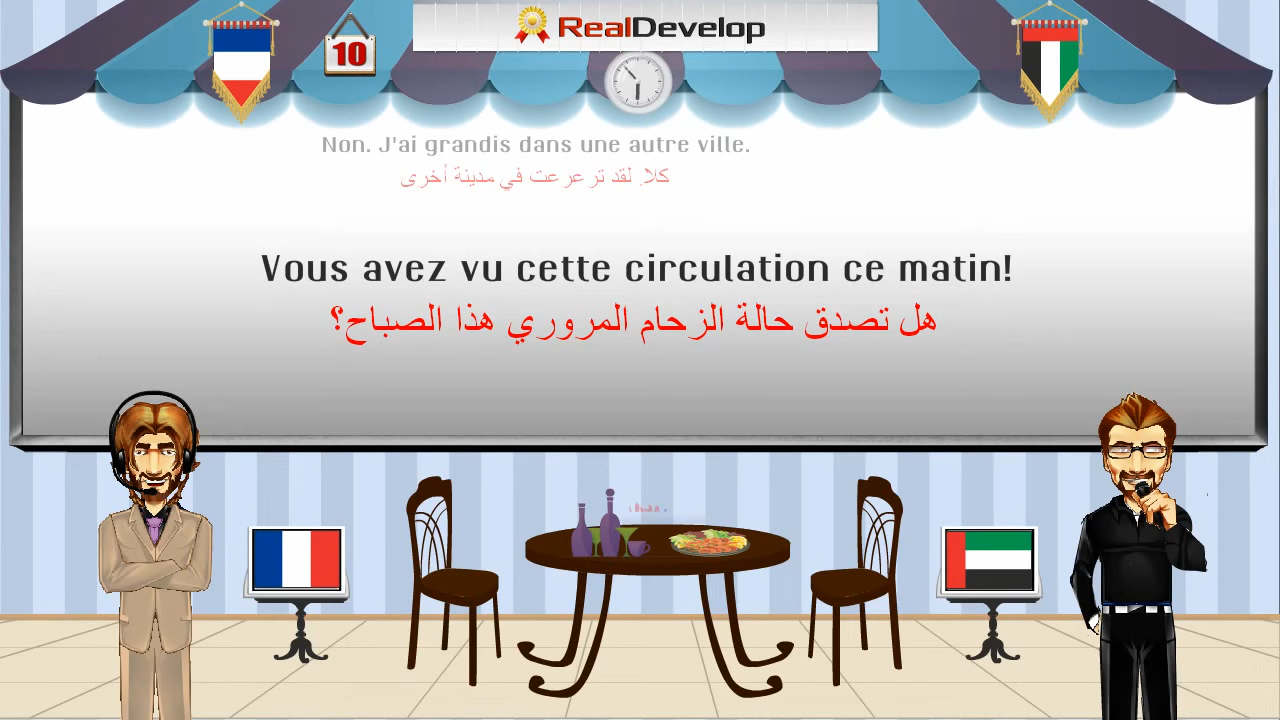 RealDevelop
10
Non. J'ai grandis dans une autre ville.
كلا. لقد ترعرعت في مدينة أخرى
Vous avez vu cette circulation ce matin!
هل تصدق حالة الزحام المروري هذا الصباح؟